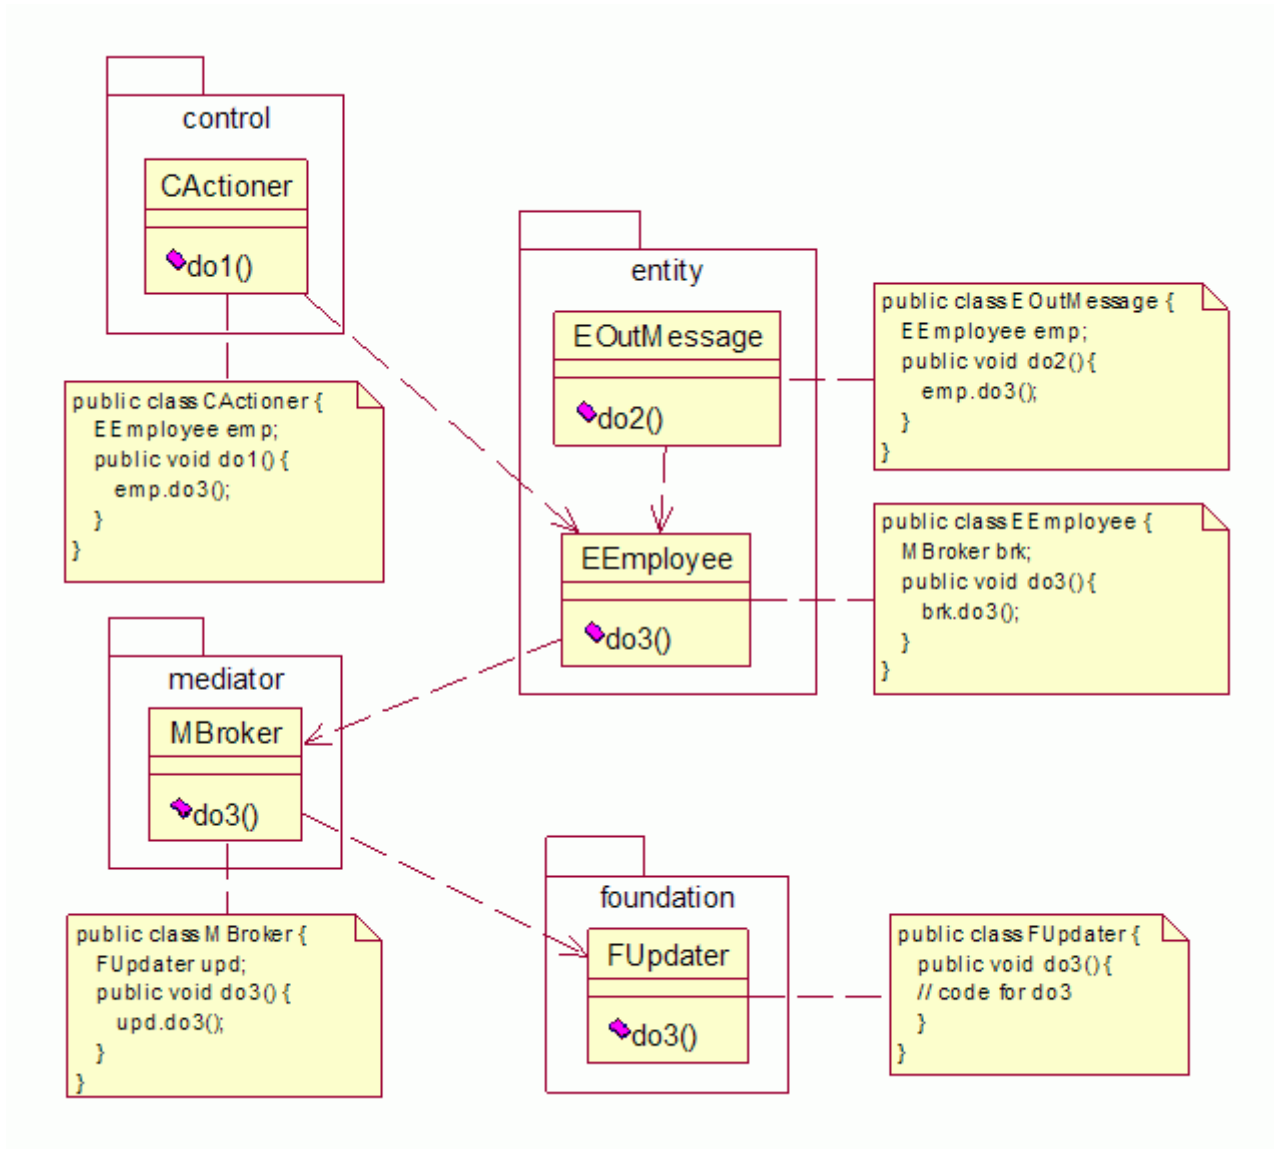 control
CActioner
do1()
public class CActioner {
EEmployee emp;
public void do1() {
emp.do3();
}
}
entity
EOutMessage
do2()
EEmployee
do3()
public class EOutMessage {
EEmployee emp;
public void do2(){
emp.do3();
}
}
public class EEmployee {
MBroker brk;
public void do3(){
brk.do3();
}
}
mediator
MBroker
do3()
public class MBroker {
FUpdater upd;
public void do3() {
upd.do3();
}
}
foundation
FUpdater
do3()
public class FUpdater {
public void do3(){
// code for do3
}
}